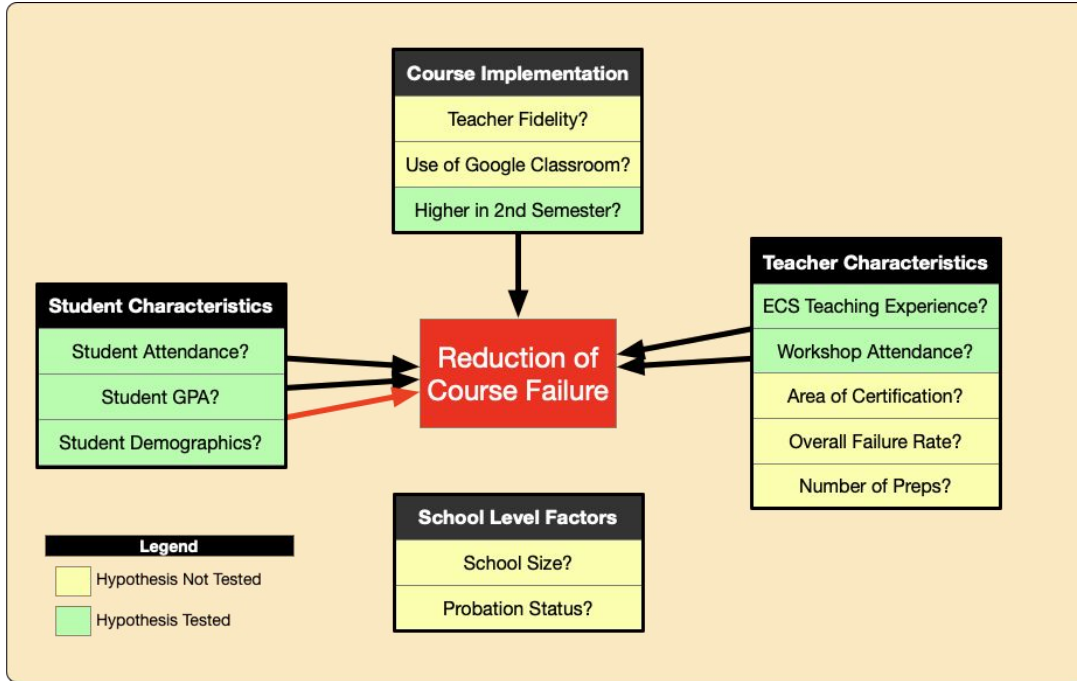 Course Implementation
Teacher Fidelity?
Use of Google Classroom?
Higher in 2nd Semester?
Student Characteristics
Student Attendance?
Student GPA?
Student Demographics?
Reduction of
Course Failure
Teacher Characteristics
ECS Teaching Experience?
Workshop Attendance?
Area of Certification?
Overall Failure Rate?
Number of Preps?
School Level Factors
School Size?
Probation Status?
Legend
Hypothesis Not Tested
Hypothesis Tested